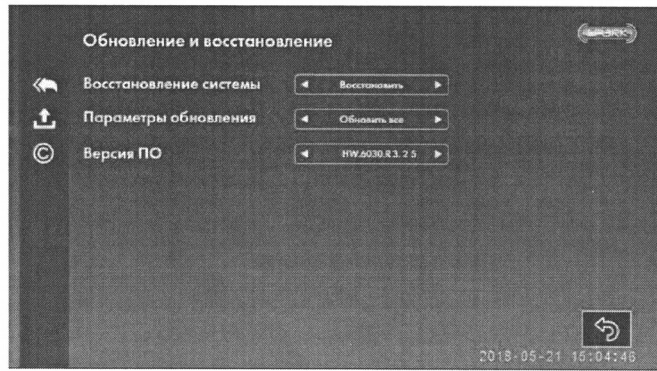 Обновление и восстановление
Восстановление системы
Восстановить
Параметры обновления
Обновить все
©
Версия ПО
HW.6030.R3. 2 5
2018-05-21 15:04:46